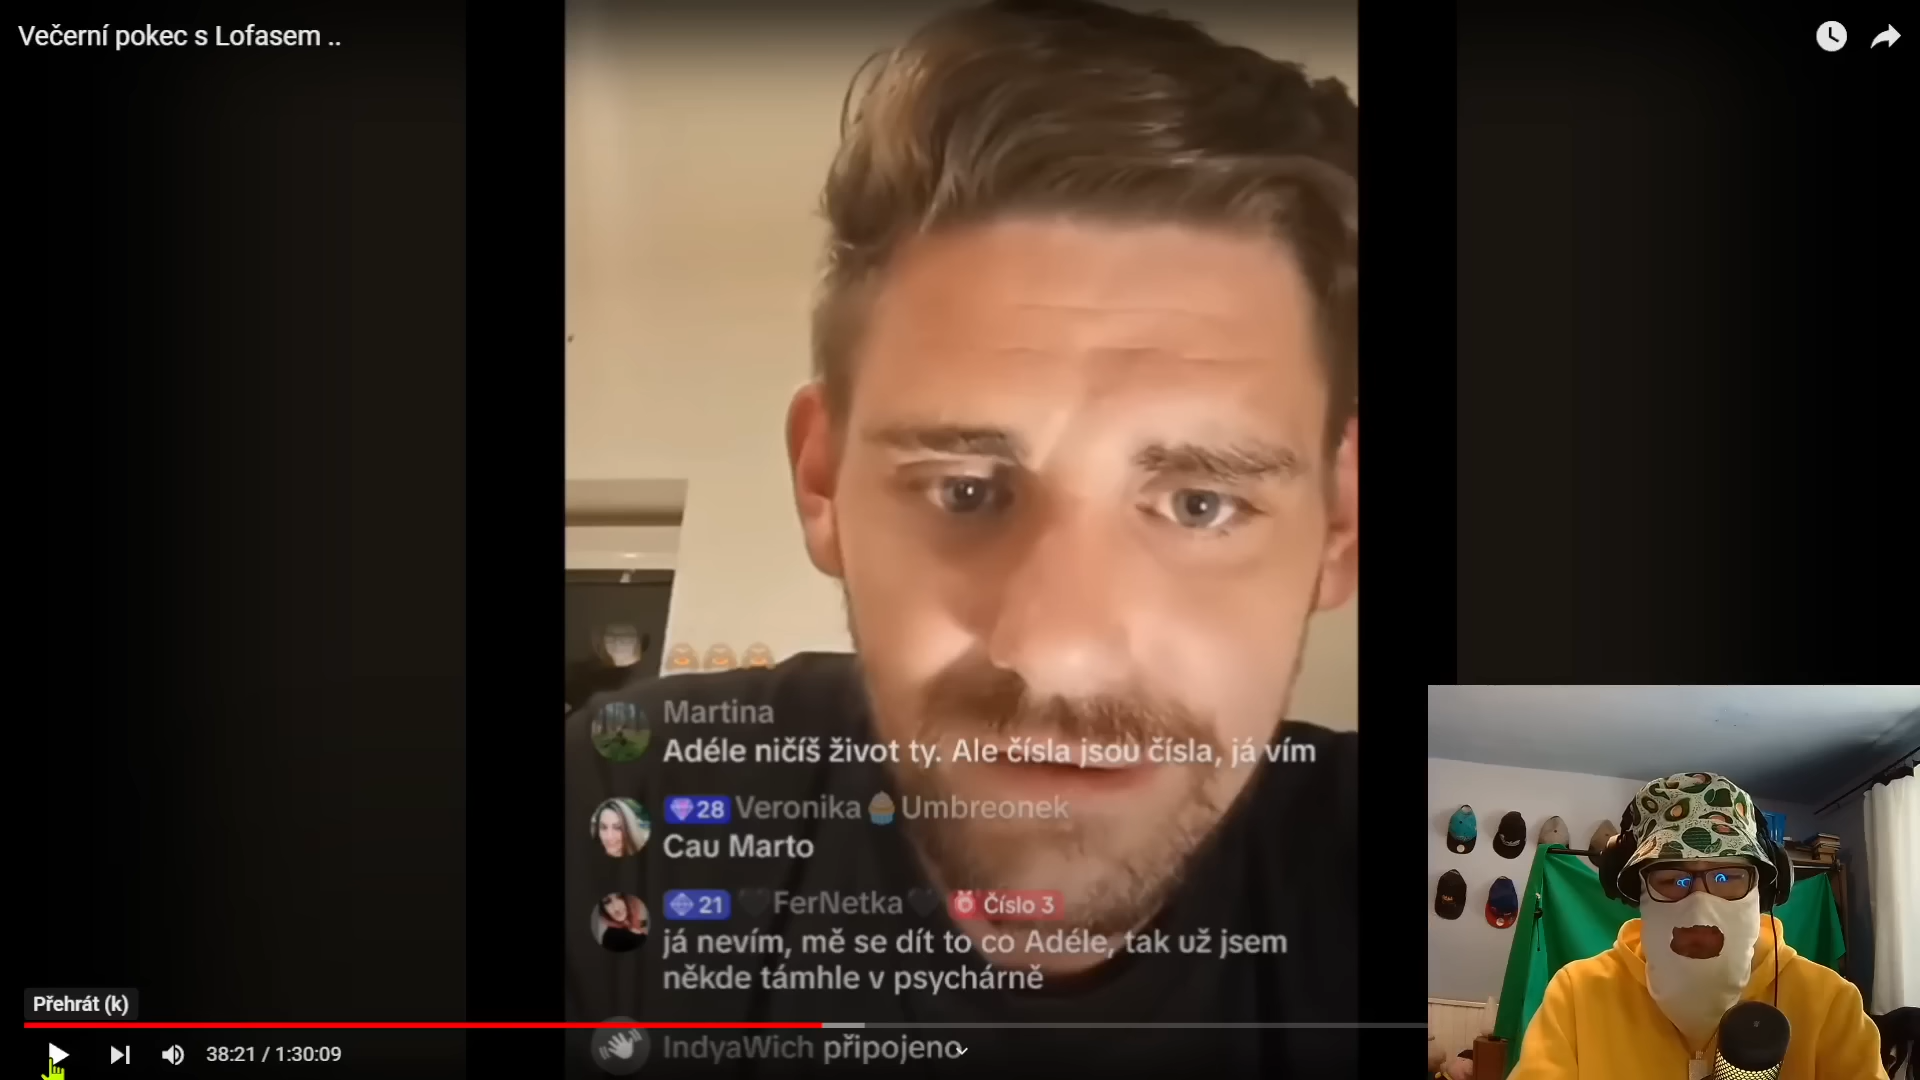 Večerní pokec s Lofasem ..
Martina
Adéle ničíš život ty. Ale čísla jsou čísla, já vím
28 Veronika Umbreonek
Cau Marto
21 FerNetka Číslo 3
já nevím, mě se dít to co Adéle, tak už jsem
někde támhle v psychárně
IndyaWich připojeno
Přehrát (k)
38:21 / 1:30:09